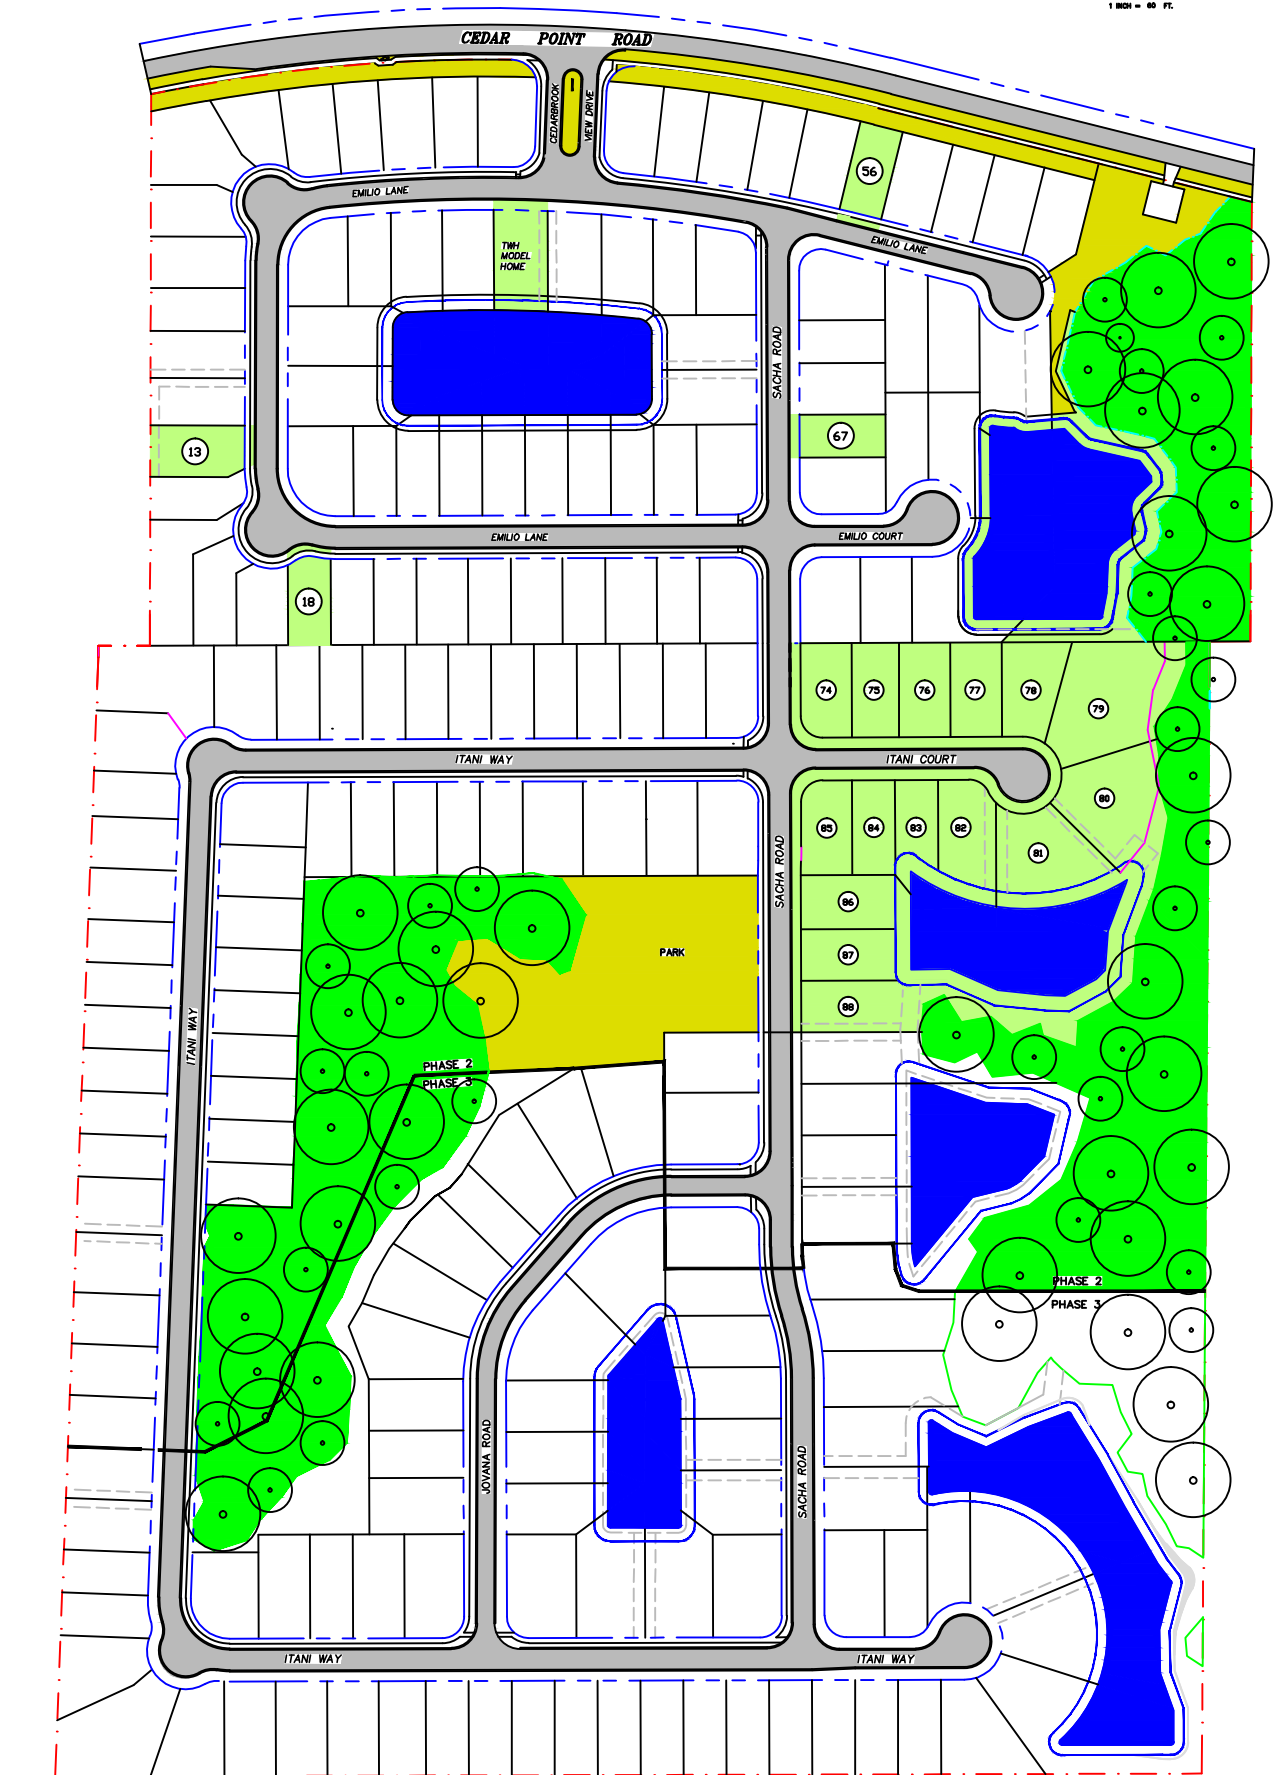 1 INCH = 60 FT.
CEDAR POINT ROAD
CEDARBROOK
VIEW DRIVE
56
EMILIO LANE
EMILIO LANE
TWH
MODEL
HOME
SACHA ROAD
13
67
EMILIO LANE
EMILIO COURT
18
74
75
76
77
78
79
ITANI WAY
ITANI COURT
80
85
84
83
82
81
SACHA ROAD
86
PARK
87
88
ITANI WAY
PHASE 2
PHASE 3
PHASE 2
PHASE 3
JOVANA ROAD
SACHA ROAD
ITANI WAY
ITANI WAY